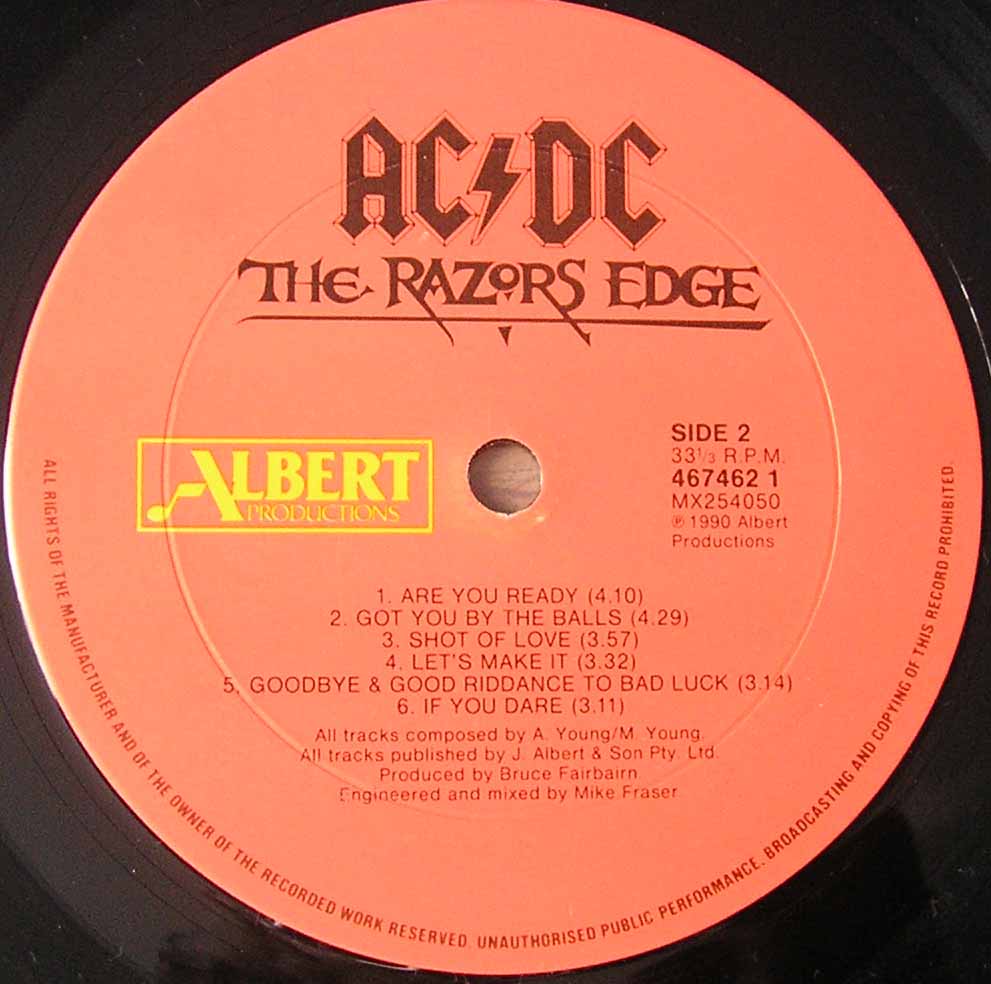 AC/DC
THE RAZORS EDGE
ALBERT
PRODUCTIONS
SIDE 2
33⅓ R.P.M.
467462 1
MX254050
℗ 1990 Albert
Productions
1. ARE YOU READY (4.10)
2. GOT YOU BY THE BALLS (4.29)
3. SHOT OF LOVE (3.57)
4. LET'S MAKE IT (3.32)
5. GOODBYE & GOOD RIDDANCE TO BAD LUCK (3.14)
6. IF YOU DARE (3.11)
All tracks composed by A. Young/M. Young.
All tracks published by J. Albert & Son Pty. Ltd.
Produced by Bruce Fairbairn.
Engineered and mixed by Mike Fraser
ALL RIGHTS OF THE MANUFACTURER AND OF THE OWNER OF THE RECORDED WORK RESERVED. UNAUTHORISED PUBLIC PERFORMANCE. BROADCASTING AND COPYING OF THIS RECORD PROHIBITED.